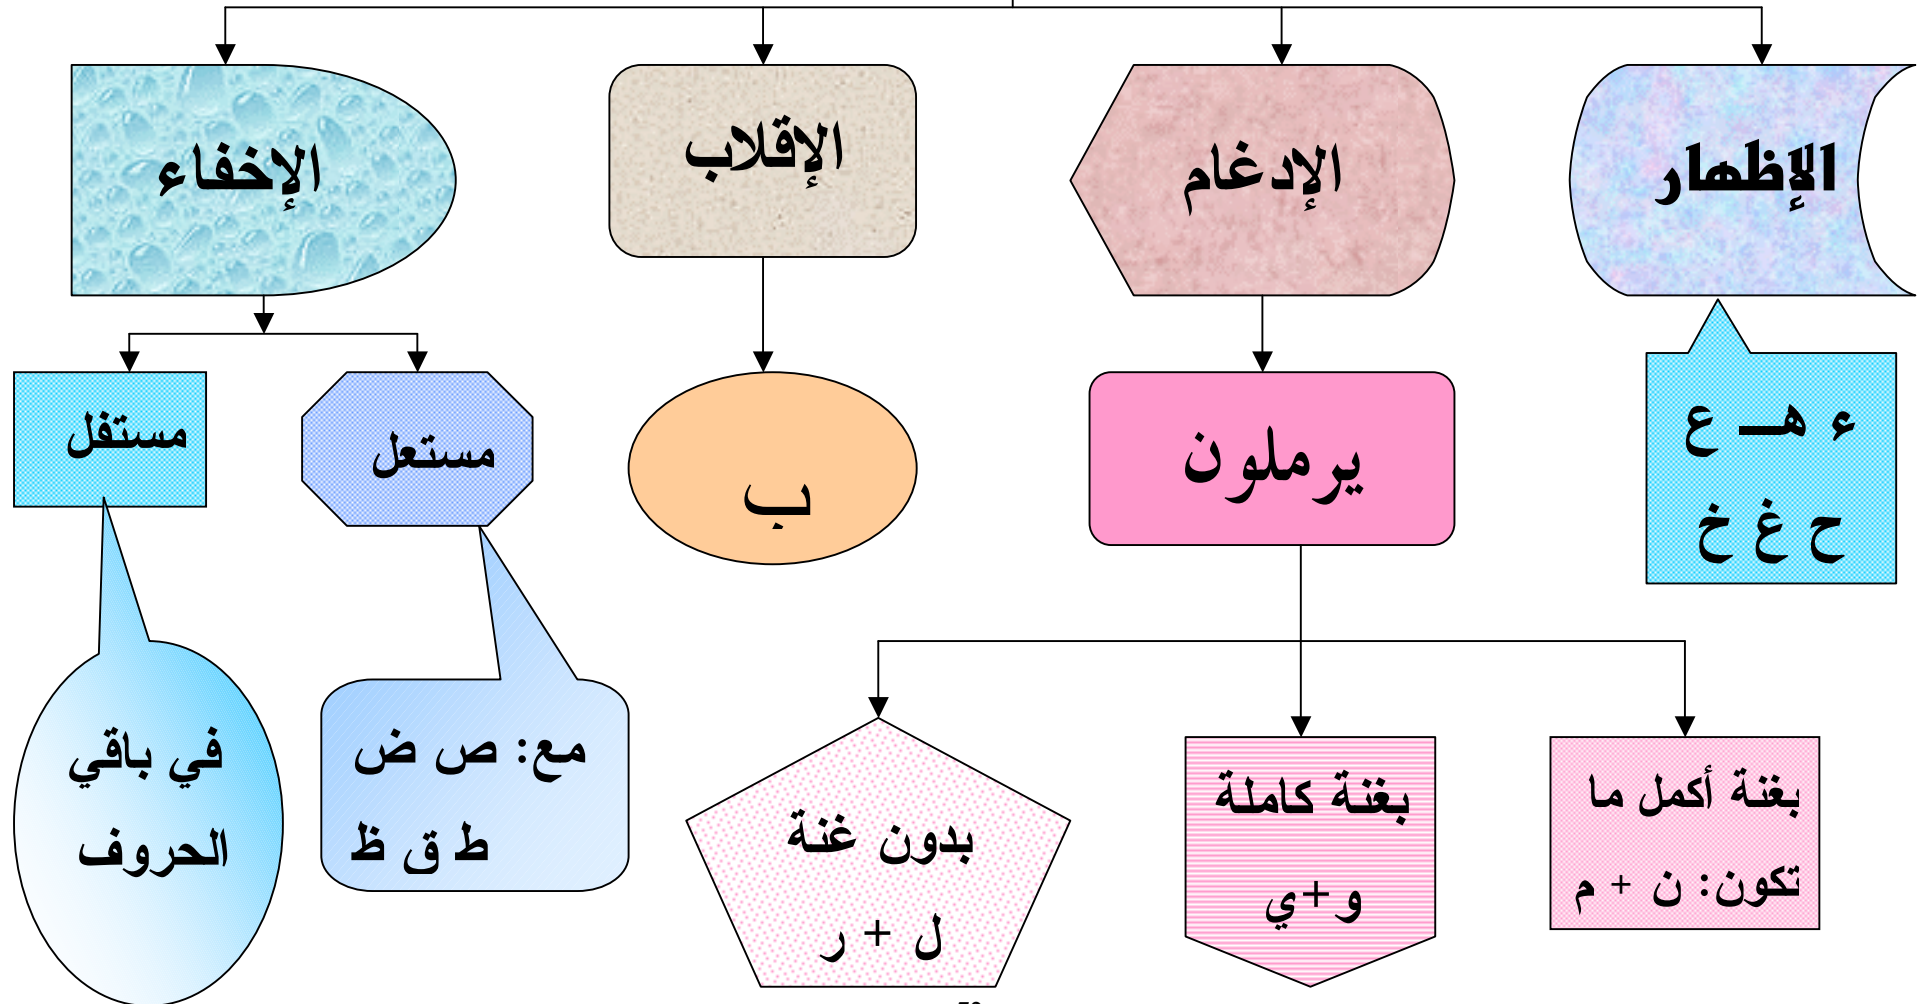 الإظهار
الإدغام
الإقلاب
الإخفاء
ء هـ ع
ح غ خ
يرملون
ب
مستعل
مستفل
بغنة أكمل ما
تكون: ن + م
بغنة كاملة
و+ي
بدون غنة
ل + ر
مع: ص ض
ط ق ظ
في باقي
الحروف